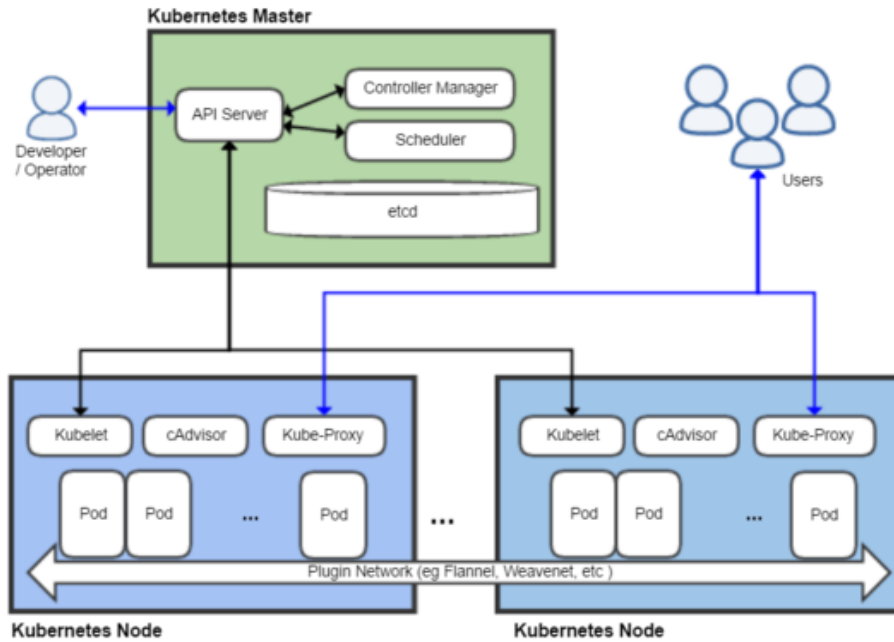 Kubernetes Master
API Server
Controller Manager
Scheduler
etcd
Developer
/ Operator
Users
Kubelet
cAdvisor
Kube-Proxy
Pod
Pod
...
Pod
...
Kubelet
cAdvisor
Kube-Proxy
Pod
Pod
...
Pod
Plugin Network (eg Flannel, Weavenet, etc )
Kubernetes Node
Kubernetes Node